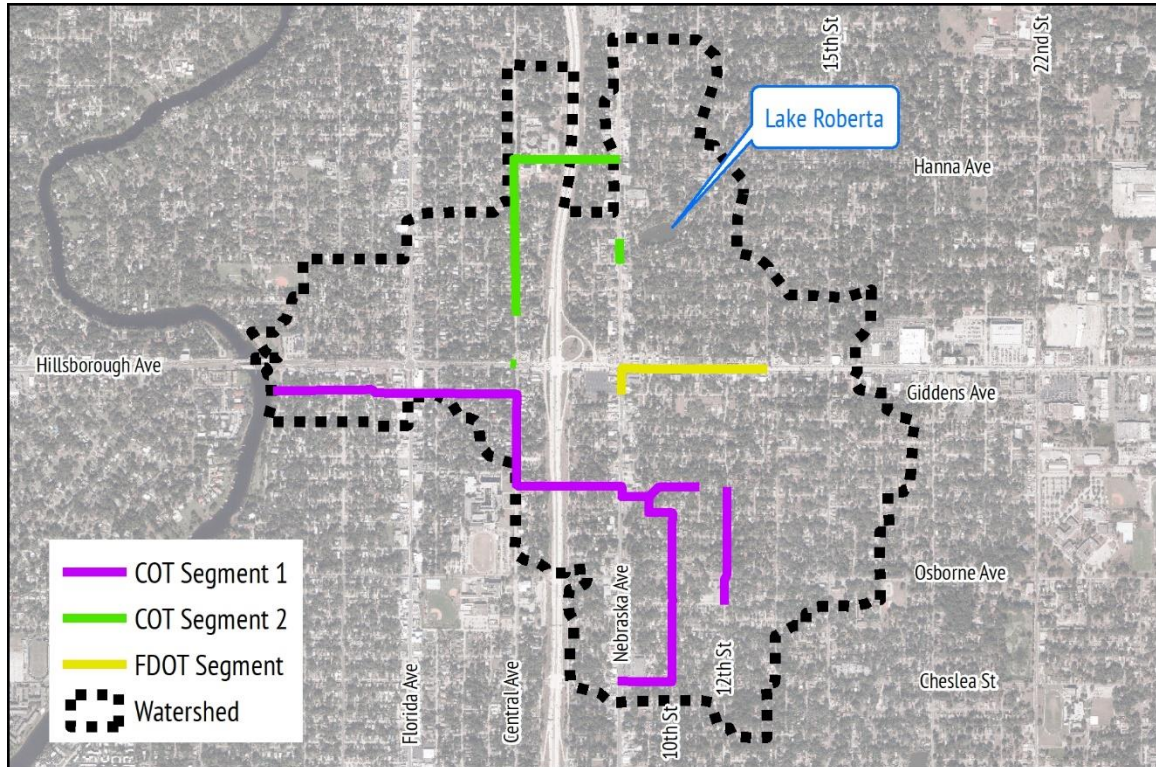 15th St
22nd St
Lake Roberta
Hanna Ave
Hillsborough Ave
Giddens Ave
Osborne Ave
Nebraska Ave
12th St
10th St
Cheslea St
Florida Ave
Central Ave
COT Segment 1
COT Segment 2
FDOT Segment
Watershed